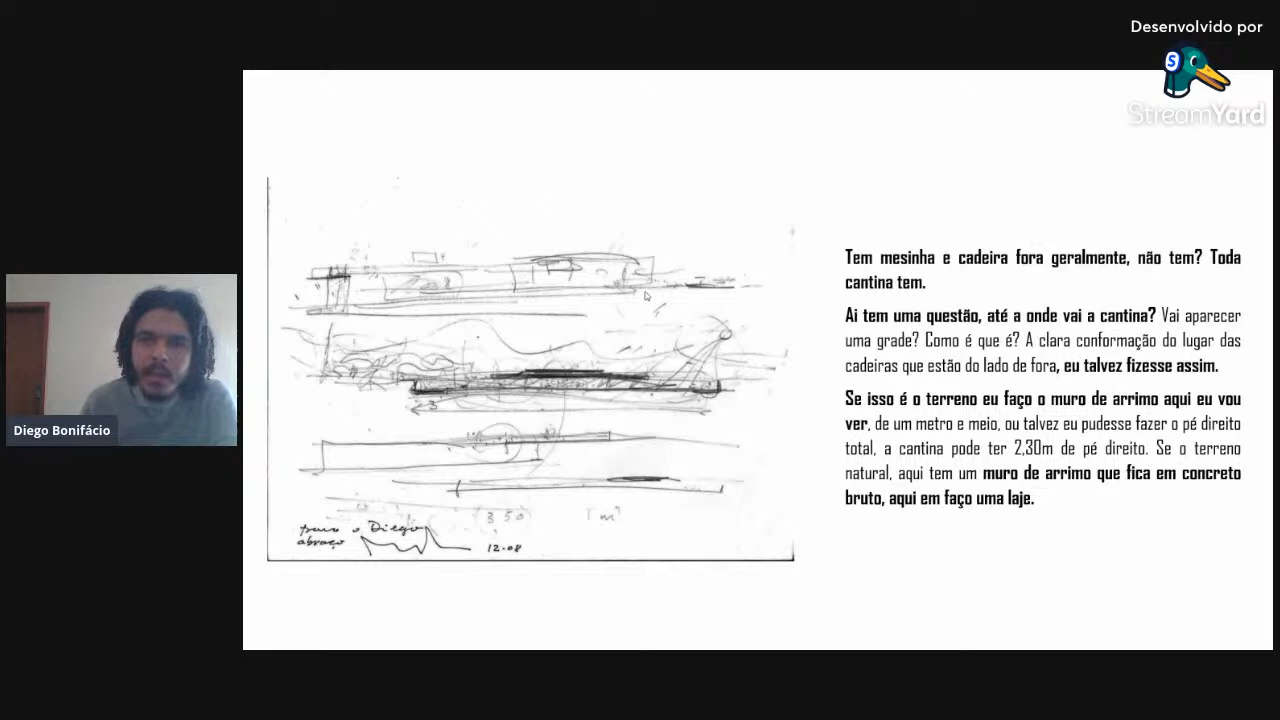 Desenvolvido por
S
StreamYard
Tem mesinha e cadeira fora geralmente, não tem? Toda
cantina tem.
Ai tem uma questão, até a onde vai a cantina? Vai aparecer
uma grade? Como é que é? A clara conformação do lugar das
cadeiras que estão do lado de fora, eu talvez fizesse assim.
Se isso é o terreno eu faço o muro de arrimo aqui eu vou
ver, de um metro e meio, ou talvez eu pudesse fazer o pé direito
total, a cantina pode ter 2,30m de pé direito. Se o terreno
natural, aqui tem um muro de arrimo que fica em concreto
bruto, aqui em faço uma laje.
(350)
para o Diego
abraço
12.08
Diego Bonifácio